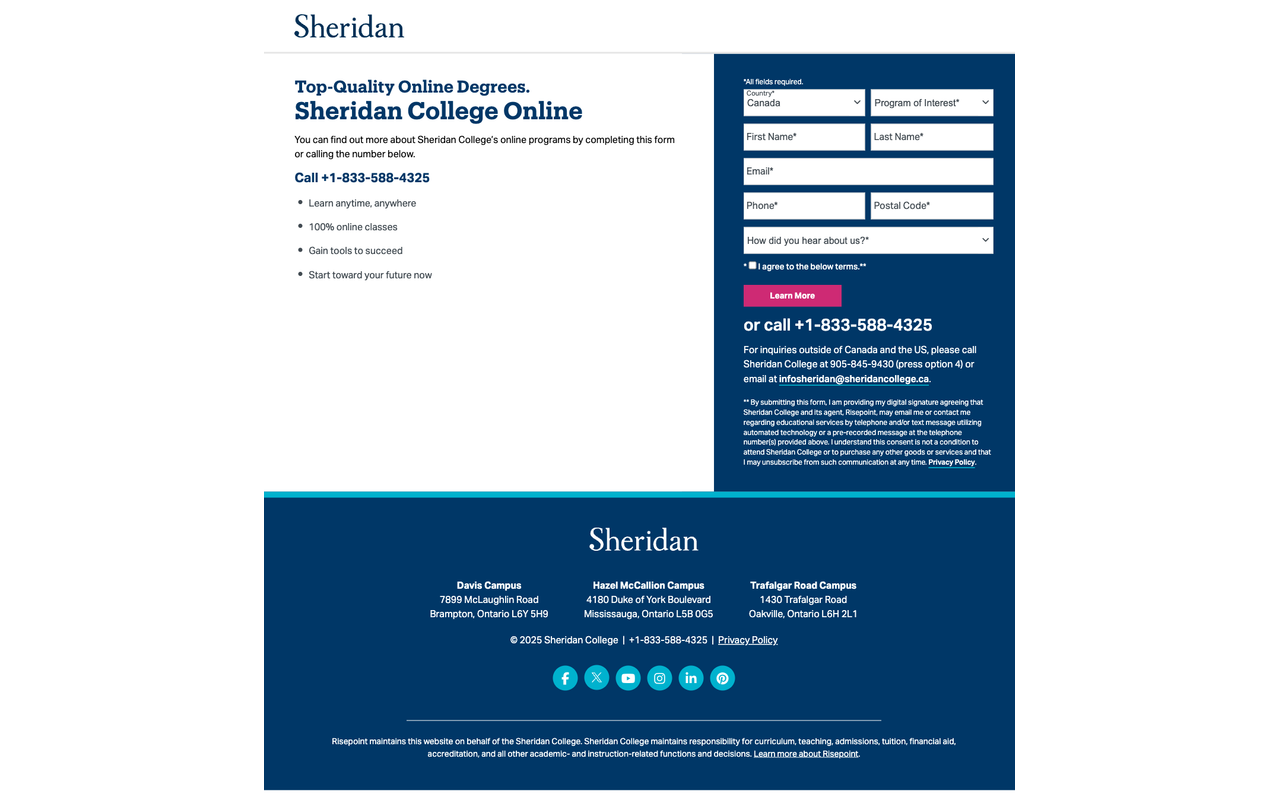 Sheridan
Top-Quality Online Degrees.
Sheridan College Online
You can find out more about Sheridan College's online programs by completing this form
or calling the number below.
Call +1-833-588-4325
Learn anytime, anywhere
100% online classes
Gain tools to succeed
Start toward your future now
*All fields required.
Country*
Canada
Program of Interest*
First Name*
Last Name*
Email*
Phone*
Postal Code*
How did you hear about us?*
* I agree to the below terms.**
Learn More
or call +1-833-588-4325
For inquiries outside of Canada and the US, please call
Sheridan College at 905-845-9430 (press option 4) or
email at infosheridan@sheridancollege.ca.
** By submitting this form, I am providing my digital signature agreeing that
Sheridan College and its agent, Risepoint, may email me or contact me
regarding educational services by telephone and/or text message utilizing
automated technology or a pre-recorded message at the telephone
number(s) provided above. I understand this consent is not a condition to
attend Sheridan College or to purchase any other goods or services and that
I may unsubscribe from such communication at any time. Privacy Policy.
Sheridan
Davis Campus
7899 McLaughlin Road
Brampton, Ontario L6Y 5H9
Hazel McCallion Campus
4180 Duke of York Boulevard
Mississauga, Ontario L5B 0G5
Trafalgar Road Campus
1430 Trafalgar Road
Oakville, Ontario L6H 2L1
© 2025 Sheridan College | +1-833-588-4325 | Privacy Policy
Risepoint maintains this website on behalf of the Sheridan College. Sheridan College maintains responsibility for curriculum, teaching, admissions, tuition, financial aid,
accreditation, and all other academic- and instruction-related functions and decisions. Learn more about Risepoint.